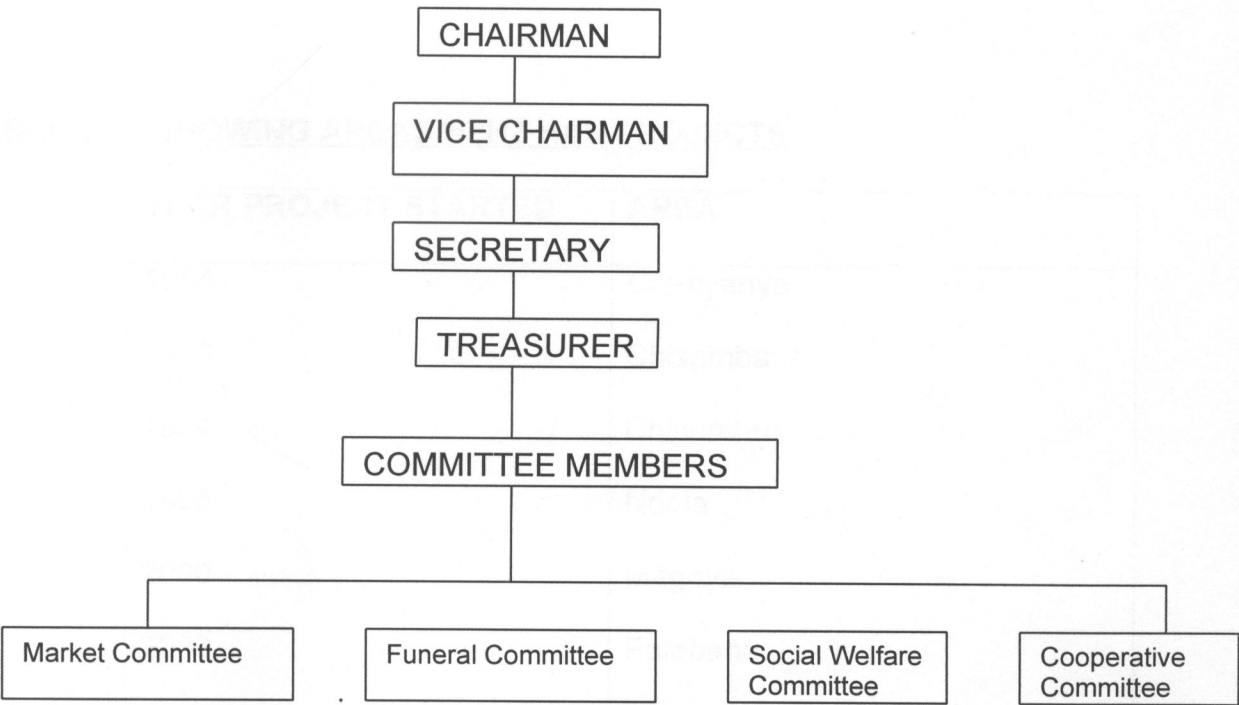 CHAIRMAN
VICE CHAIRMAN
SECRETARY
TREASURER
COMMITTEE MEMBERS
Market Committee
Funeral Committee
Social Welfare
Committee
Cooperative
Committee